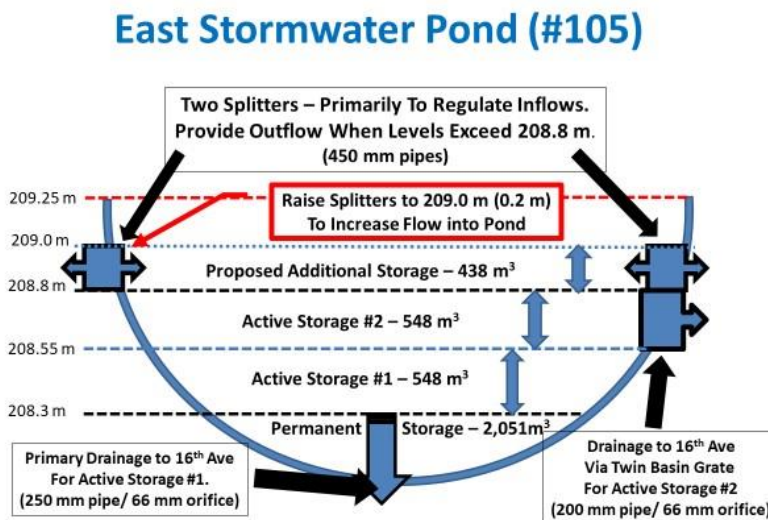 East Stormwater Pond (#105)
Two Splitters – Primarily To Regulate Inflows.
Provide Outflow When Levels Exceed 208.8 m.
(450 mm pipes)
209.25 m
Raise Splitters to 209.0 m (0.2 m)
To Increase Flow into Pond
209.0 m
Proposed Additional Storage – 438 m³
208.8 m
Active Storage #2 – 548 m³
208.55 m
Active Storage #1 – 548 m³
208.3 m
Permanent Storage – 2,051m³
Primary Drainage to 16th Ave
For Active Storage #1.
(250 mm pipe/ 66 mm orifice)
Drainage to 16th Ave
Via Twin Basin Grate
For Active Storage #2
(200 mm pipe/ 66 mm orifice)